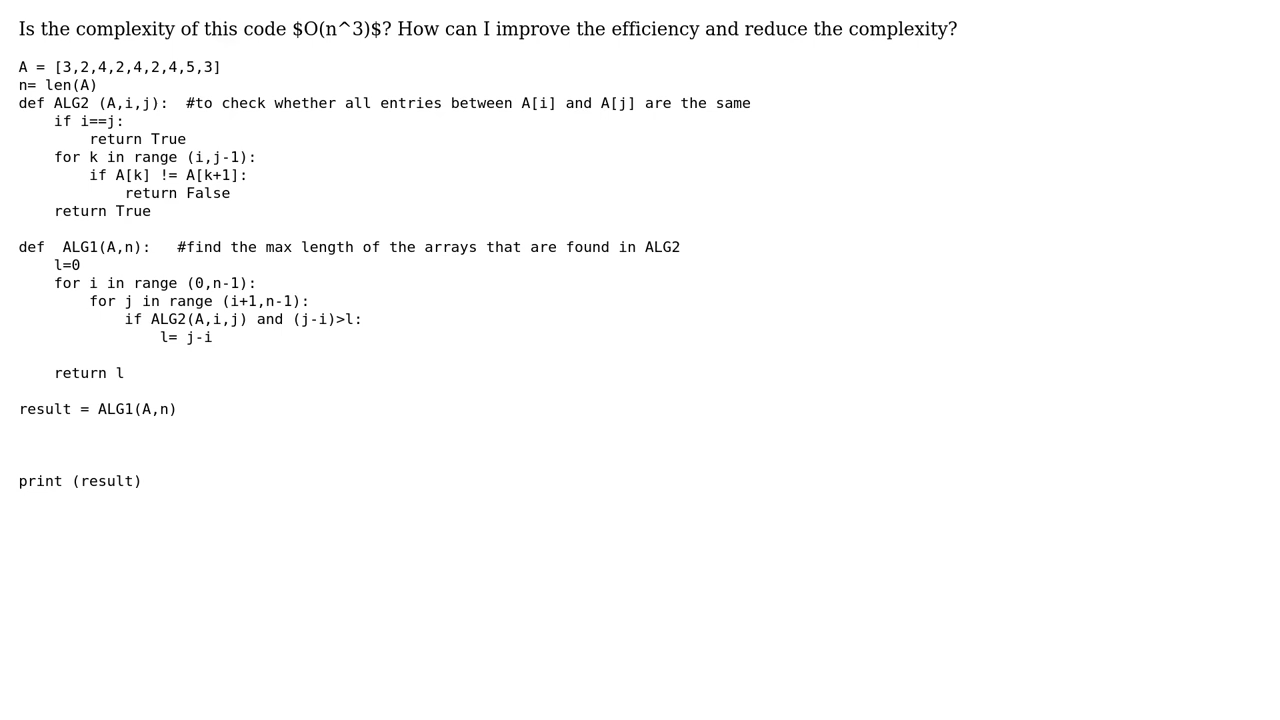 Is the complexity of this code $O(n^3)$? How can I improve the efficiency and reduce the complexity?
A = [3,2,4,2,4,2,4,5,3]
n= len(A)
def ALG2 (A,i,j):  #to check whether all entries between A[i] and A[j] are the same
    if i==j:
        return True
    for k in range (i,j-1):
        if A[k] != A[k+1]:
            return False
    return True
def  ALG1(A,n):   #find the max length of the arrays that are found in ALG2
    l=0
    for i in range (0,n-1):
        for j in range (i+1,n-1):
            if ALG2(A,i,j) and (j-i)>l:
                l= j-i
    return l
result = ALG1(A,n)
print (result)